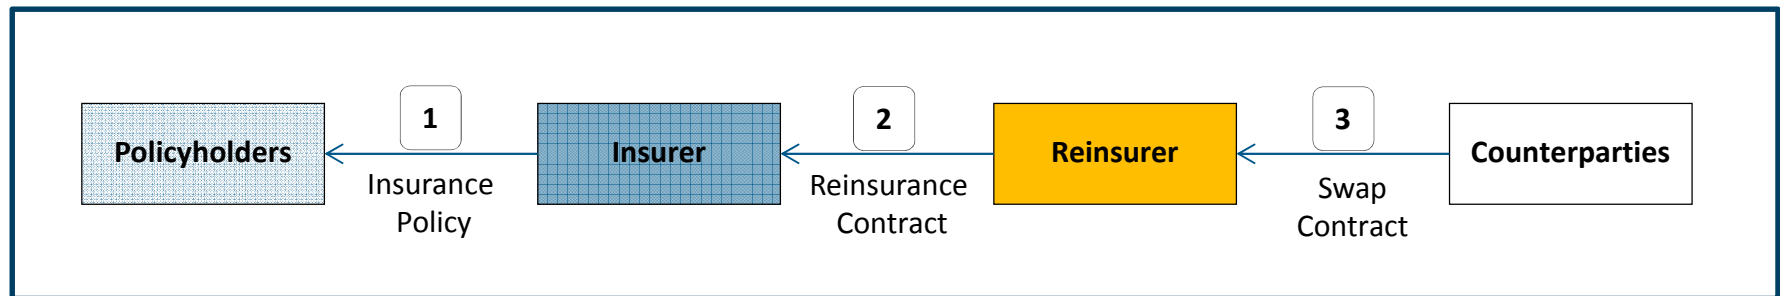 1
2
3
Policyholders
Insurer
Reinsurer
Counterparties
Insurance
Policy
Reinsurance
Contract
Swap
Contract